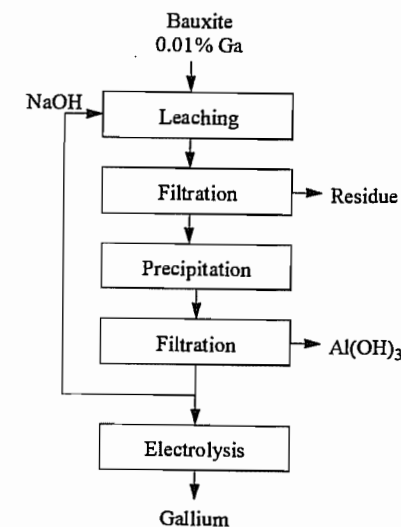 Bauxite
0.01% Ga
NaOH
Leaching
Filtration
Residue
Precipitation
Filtration
Al(OH)3
Electrolysis
Gallium